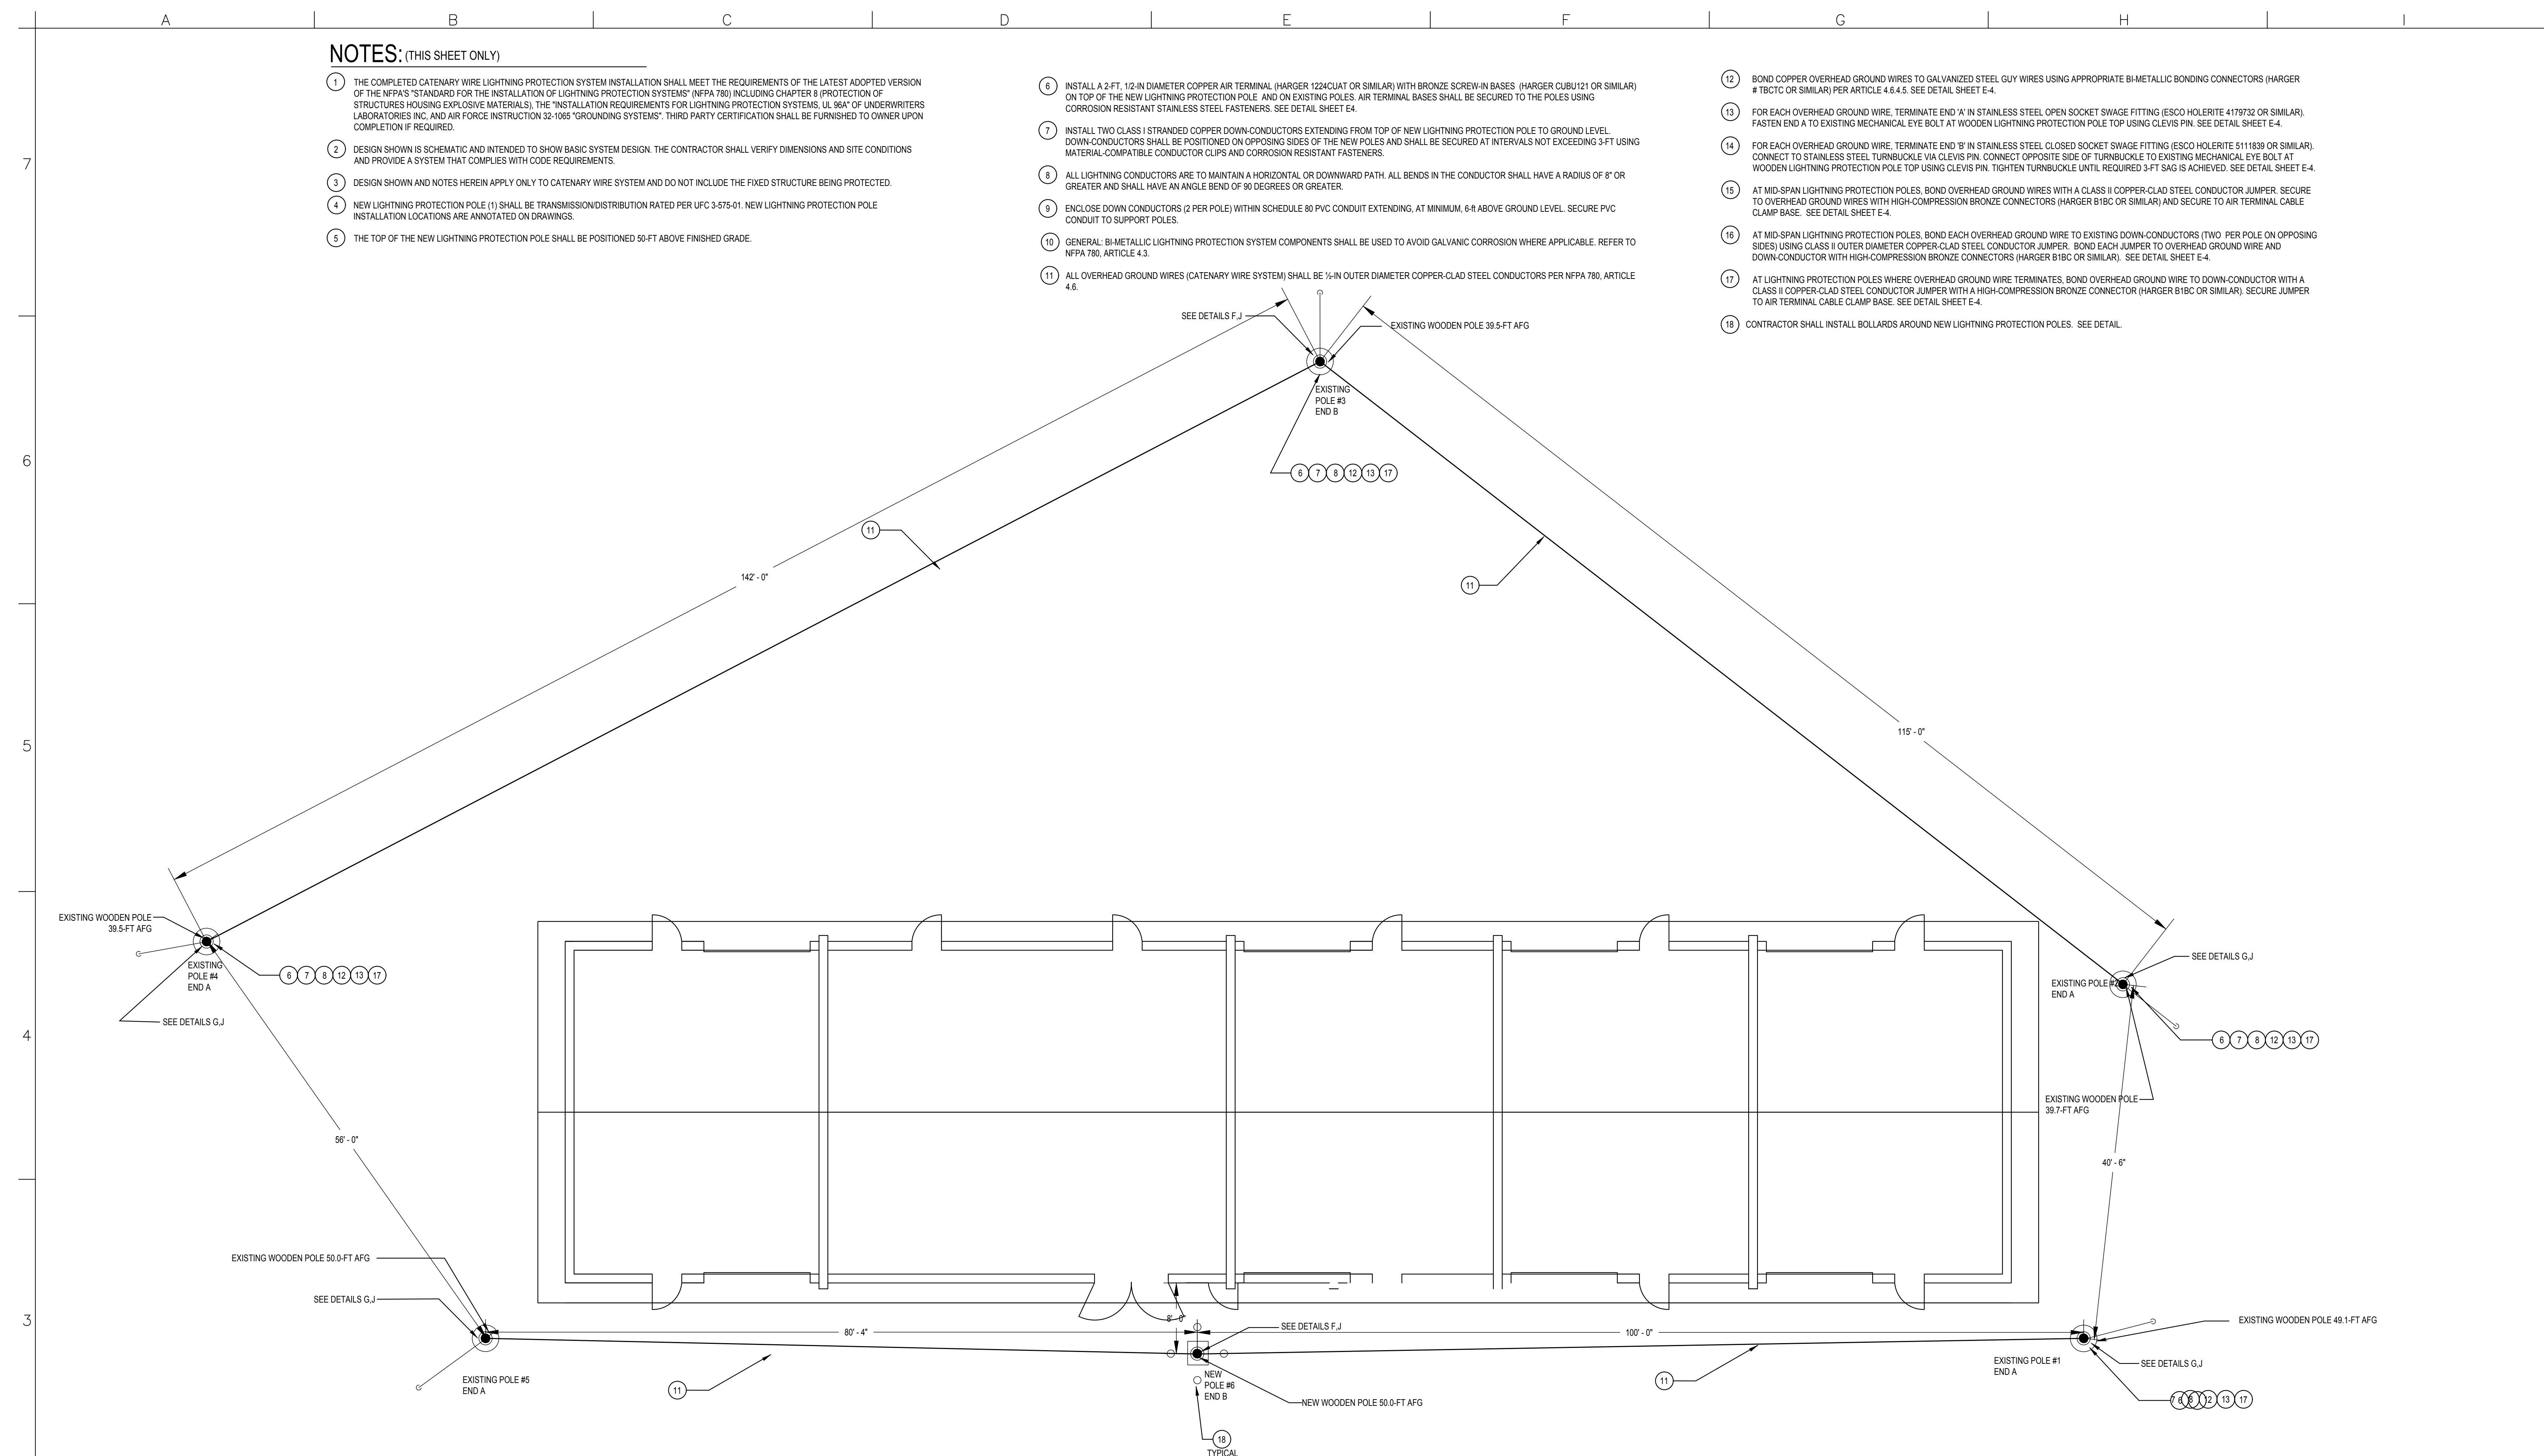 A B C D E F G H I
NOTES: (THIS SHEET ONLY)
1 THE COMPLETED CATENARY WIRE LIGHTNING PROTECTION SYSTEM INSTALLATION SHALL MEET THE REQUIREMENTS OF THE LATEST ADOPTED VERSION
OF THE NFPA'S "STANDARD FOR THE INSTALLATION OF LIGHTNING PROTECTION SYSTEMS" (NFPA 780) INCLUDING CHAPTER 8 (PROTECTION OF
STRUCTURES HOUSING EXPLOSIVE MATERIALS), THE "INSTALLATION REQUIREMENTS FOR LIGHTNING PROTECTION SYSTEMS, UL 96A" OF UNDERWRITERS
LABORATORIES INC, AND AIR FORCE INSTRUCTION 32-1065 "GROUNDING SYSTEMS". THIRD PARTY CERTIFICATION SHALL BE FURNISHED TO OWNER UPON
COMPLETION IF REQUIRED.
2 DESIGN SHOWN IS SCHEMATIC AND INTENDED TO SHOW BASIC SYSTEM DESIGN. THE CONTRACTOR SHALL VERIFY DIMENSIONS AND SITE CONDITIONS
AND PROVIDE A SYSTEM THAT COMPLIES WITH CODE REQUIREMENTS.
3 DESIGN SHOWN AND NOTES HEREIN APPLY ONLY TO CATENARY WIRE SYSTEM AND DO NOT INCLUDE THE FIXED STRUCTURE BEING PROTECTED.
4 NEW LIGHTNING PROTECTION POLE (1) SHALL BE TRANSMISSION/DISTRIBUTION RATED PER UFC 3-575-01. NEW LIGHTNING PROTECTION POLE
INSTALLATION LOCATIONS ARE ANNOTATED ON DRAWINGS.
5 THE TOP OF THE NEW LIGHTNING PROTECTION POLE SHALL BE POSITIONED 50-FT ABOVE FINISHED GRADE.
6 INSTALL A 2-FT, 1/2-IN DIAMETER COPPER AIR TERMINAL (HARGER 1224CUAT OR SIMILAR) WITH BRONZE SCREW-IN BASES (HARGER CUBU121 OR SIMILAR)
ON TOP OF THE NEW LIGHTNING PROTECTION POLE AND ON EXISTING POLES. AIR TERMINAL BASES SHALL BE SECURED TO THE POLES USING
CORROSION RESISTANT STAINLESS STEEL FASTENERS. SEE DETAIL SHEET E4.
7 INSTALL TWO CLASS I STRANDED COPPER DOWN-CONDUCTORS EXTENDING FROM TOP OF NEW LIGHTNING PROTECTION POLE TO GROUND LEVEL.
DOWN-CONDUCTORS SHALL BE POSITIONED ON OPPOSING SIDES OF THE NEW POLES AND SHALL BE SECURED AT INTERVALS NOT EXCEEDING 3-FT USING
MATERIAL-COMPATIBLE CONDUCTOR CLIPS AND CORROSION RESISTANT FASTENERS.
8 ALL LIGHTNING CONDUCTORS ARE TO MAINTAIN A HORIZONTAL OR DOWNWARD PATH. ALL BENDS IN THE CONDUCTOR SHALL HAVE A RADIUS OF 8" OR
GREATER AND SHALL HAVE AN ANGLE BEND OF 90 DEGREES OR GREATER.
9 ENCLOSE DOWN CONDUCTORS (2 PER POLE) WITHIN SCHEDULE 80 PVC CONDUIT EXTENDING, AT MINIMUM, 6-ft ABOVE GROUND LEVEL. SECURE PVC
CONDUIT TO SUPPORT POLES.
10 GENERAL: BI-METALLIC LIGHTNING PROTECTION SYSTEM COMPONENTS SHALL BE USED TO AVOID GALVANIC CORROSION WHERE APPLICABLE. REFER TO
NFPA 780, ARTICLE 4.3.
11 ALL OVERHEAD GROUND WIRES (CATENARY WIRE SYSTEM) SHALL BE ½-IN OUTER DIAMETER COPPER-CLAD STEEL CONDUCTORS PER NFPA 780, ARTICLE
4.6.
12 BOND COPPER OVERHEAD GROUND WIRES TO GALVANIZED STEEL GUY WIRES USING APPROPRIATE BI-METALLIC BONDING CONNECTORS (HARGER
# TBCTC OR SIMILAR) PER ARTICLE 4.6.4.5. SEE DETAIL SHEET E-4.
13 FOR EACH OVERHEAD GROUND WIRE, TERMINATE END 'A' IN STAINLESS STEEL OPEN SOCKET SWAGE FITTING (ESCO HOLERITE 4179732 OR SIMILAR).
FASTEN END A TO EXISTING MECHANICAL EYE BOLT AT WOODEN LIGHTNING PROTECTION POLE TOP USING CLEVIS PIN. SEE DETAIL SHEET E-4.
14 FOR EACH OVERHEAD GROUND WIRE, TERMINATE END 'B' IN STAINLESS STEEL CLOSED SOCKET SWAGE FITTING (ESCO HOLERITE 5111839 OR SIMILAR).
CONNECT TO STAINLESS STEEL TURNBUCKLE VIA CLEVIS PIN. CONNECT OPPOSITE SIDE OF TURNBUCKLE TO EXISTING MECHANICAL EYE BOLT AT
WOODEN LIGHTNING PROTECTION POLE TOP USING CLEVIS PIN. TIGHTEN TURNBUCKLE UNTIL REQUIRED 3-FT SAG IS ACHIEVED. SEE DETAIL SHEET E-4.
15 AT MID-SPAN LIGHTNING PROTECTION POLES, BOND OVERHEAD GROUND WIRES WITH A CLASS II COPPER-CLAD STEEL CONDUCTOR JUMPER. SECURE
TO OVERHEAD GROUND WIRES WITH HIGH-COMPRESSION BRONZE CONNECTORS (HARGER B1BC OR SIMILAR) AND SECURE TO AIR TERMINAL CABLE
CLAMP BASE. SEE DETAIL SHEET E-4.
16 AT MID-SPAN LIGHTNING PROTECTION POLES, BOND EACH OVERHEAD GROUND WIRE TO EXISTING DOWN-CONDUCTORS (TWO PER POLE ON OPPOSING
SIDES) USING CLASS II OUTER DIAMETER COPPER-CLAD STEEL CONDUCTOR JUMPER. BOND EACH JUMPER TO OVERHEAD GROUND WIRE AND
DOWN-CONDUCTOR WITH HIGH-COMPRESSION BRONZE CONNECTORS (HARGER B1BC OR SIMILAR). SEE DETAIL SHEET E-4.
17 AT LIGHTNING PROTECTION POLES WHERE OVERHEAD GROUND WIRE TERMINATES, BOND OVERHEAD GROUND WIRE TO DOWN-CONDUCTOR WITH A
CLASS II COPPER-CLAD STEEL CONDUCTOR JUMPER WITH A HIGH-COMPRESSION BRONZE CONNECTOR (HARGER B1BC OR SIMILAR). SECURE JUMPER
TO AIR TERMINAL CABLE CLAMP BASE. SEE DETAIL SHEET E-4.
18 CONTRACTOR SHALL INSTALL BOLLARDS AROUND NEW LIGHTNING PROTECTION POLES. SEE DETAIL.
7
SEE DETAILS F,J
EXISTING WOODEN POLE 39.5-FT AFG
EXISTING
POLE #3
END B
6
6 7 8 12 13 17
11
142' - 0"
11
115' - 0"
5
EXISTING WOODEN POLE
39.5-FT AFG
EXISTING
POLE #4
END A
6 7 8 12 13 17
SEE DETAILS G,J
SEE DETAILS G,J
EXISTING POLE #2
END A
4
6 7 8 12 13 17
EXISTING WOODEN POLE
39.7-FT AFG
56' - 0"
40' - 6"
EXISTING WOODEN POLE 50.0-FT AFG
SEE DETAILS G,J
3
8' - 0"
80' - 4"
SEE DETAILS F,J
100' - 0"
EXISTING WOODEN POLE 49.1-FT AFG
EXISTING POLE #1
END A
SEE DETAILS G,J
EXISTING POLE #5
END A
NEW
POLE #6
END B
11
11
NEW WOODEN POLE 50.0-FT AFG
7 6 8 12 13 17
18
TYPICAL